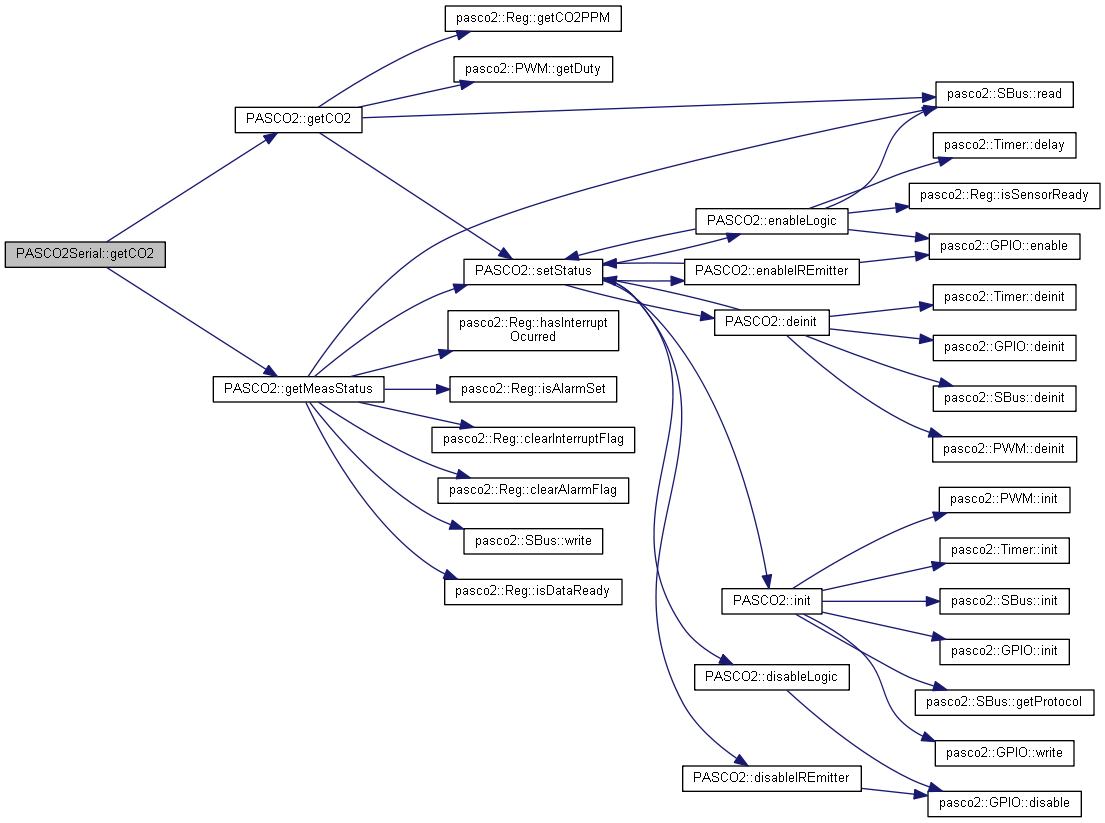 pasco2::Reg::getCO2PPM
pasco2::PWM::getDuty
pasco2::SBus::read
PASCO2::getCO2
pasco2::Timer::delay
pasco2::Reg::isSensorReady
PASCO2::enableLogic
pasco2::GPIO::enable
PASCO2Serial::getCO2
PASCO2::setStatus
PASCO2::enableIREmitter
pasco2::Timer::deinit
pasco2::Reg::hasInterrupt
Ocurred
PASCO2::deinit
pasco2::GPIO::deinit
PASCO2::getMeasStatus
pasco2::Reg::isAlarmSet
pasco2::SBus::deinit
pasco2::Reg::clearInterruptFlag
pasco2::PWM::deinit
pasco2::Reg::clearAlarmFlag
pasco2::PWM::init
pasco2::SBus::write
pasco2::Timer::init
pasco2::Reg::isDataReady
PASCO2::init
pasco2::SBus::init
pasco2::GPIO::init
PASCO2::disableLogic
pasco2::SBus::getProtocol
pasco2::GPIO::write
PASCO2::disableIREmitter
pasco2::GPIO::disable